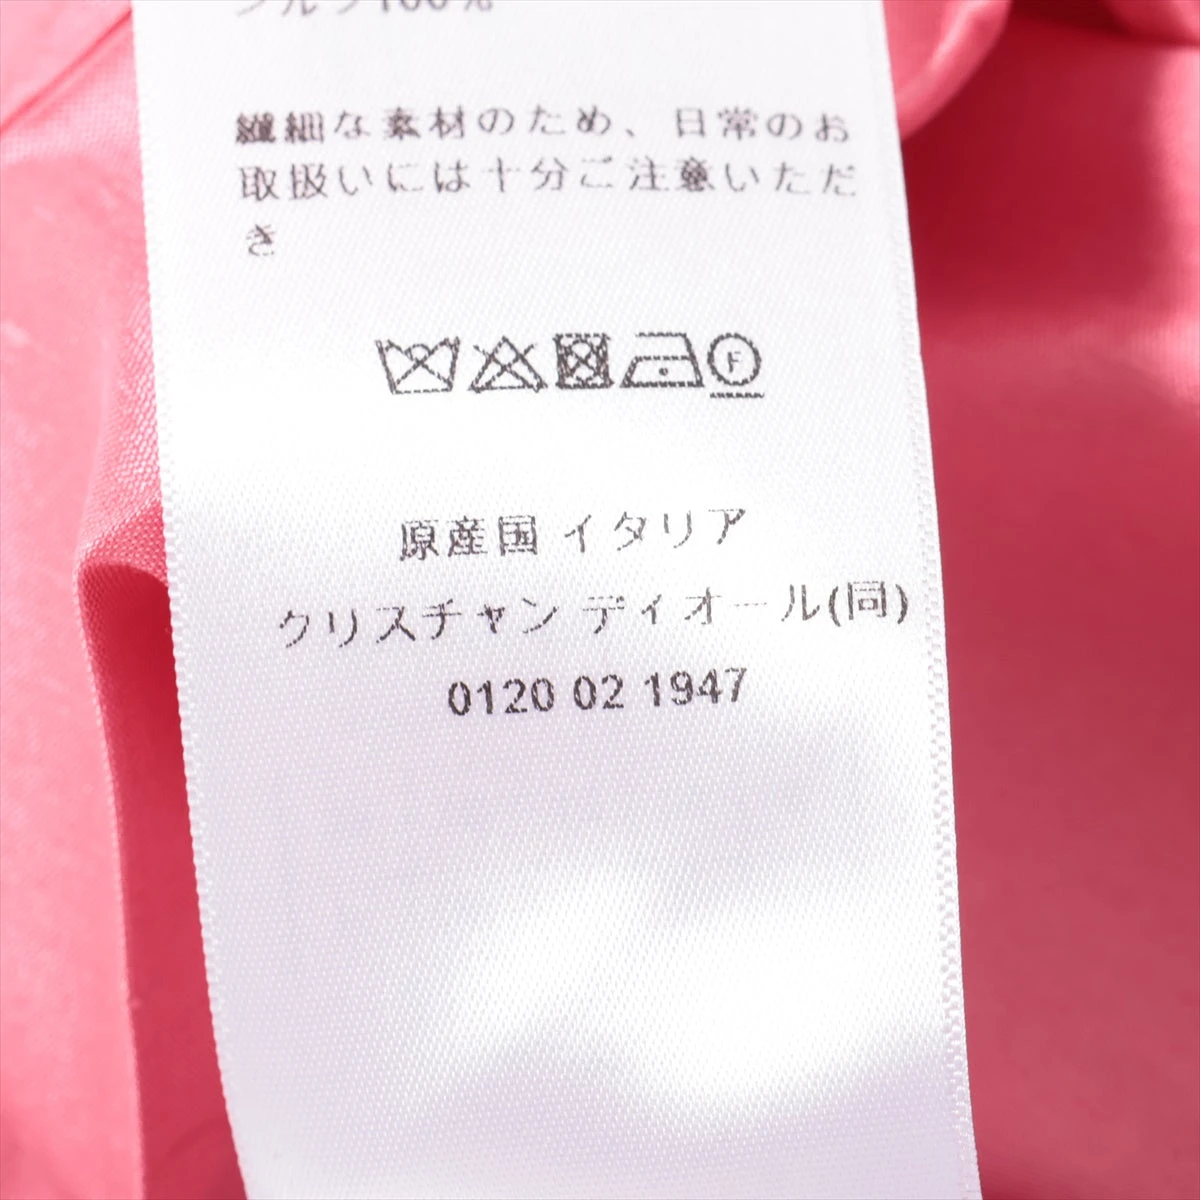 100%
繊細な素材のため、日常のお
取扱いには十分ご注意いただ
き
F
原産国 イタリア
クリスチャン ディオール(同)
0120 02 1947